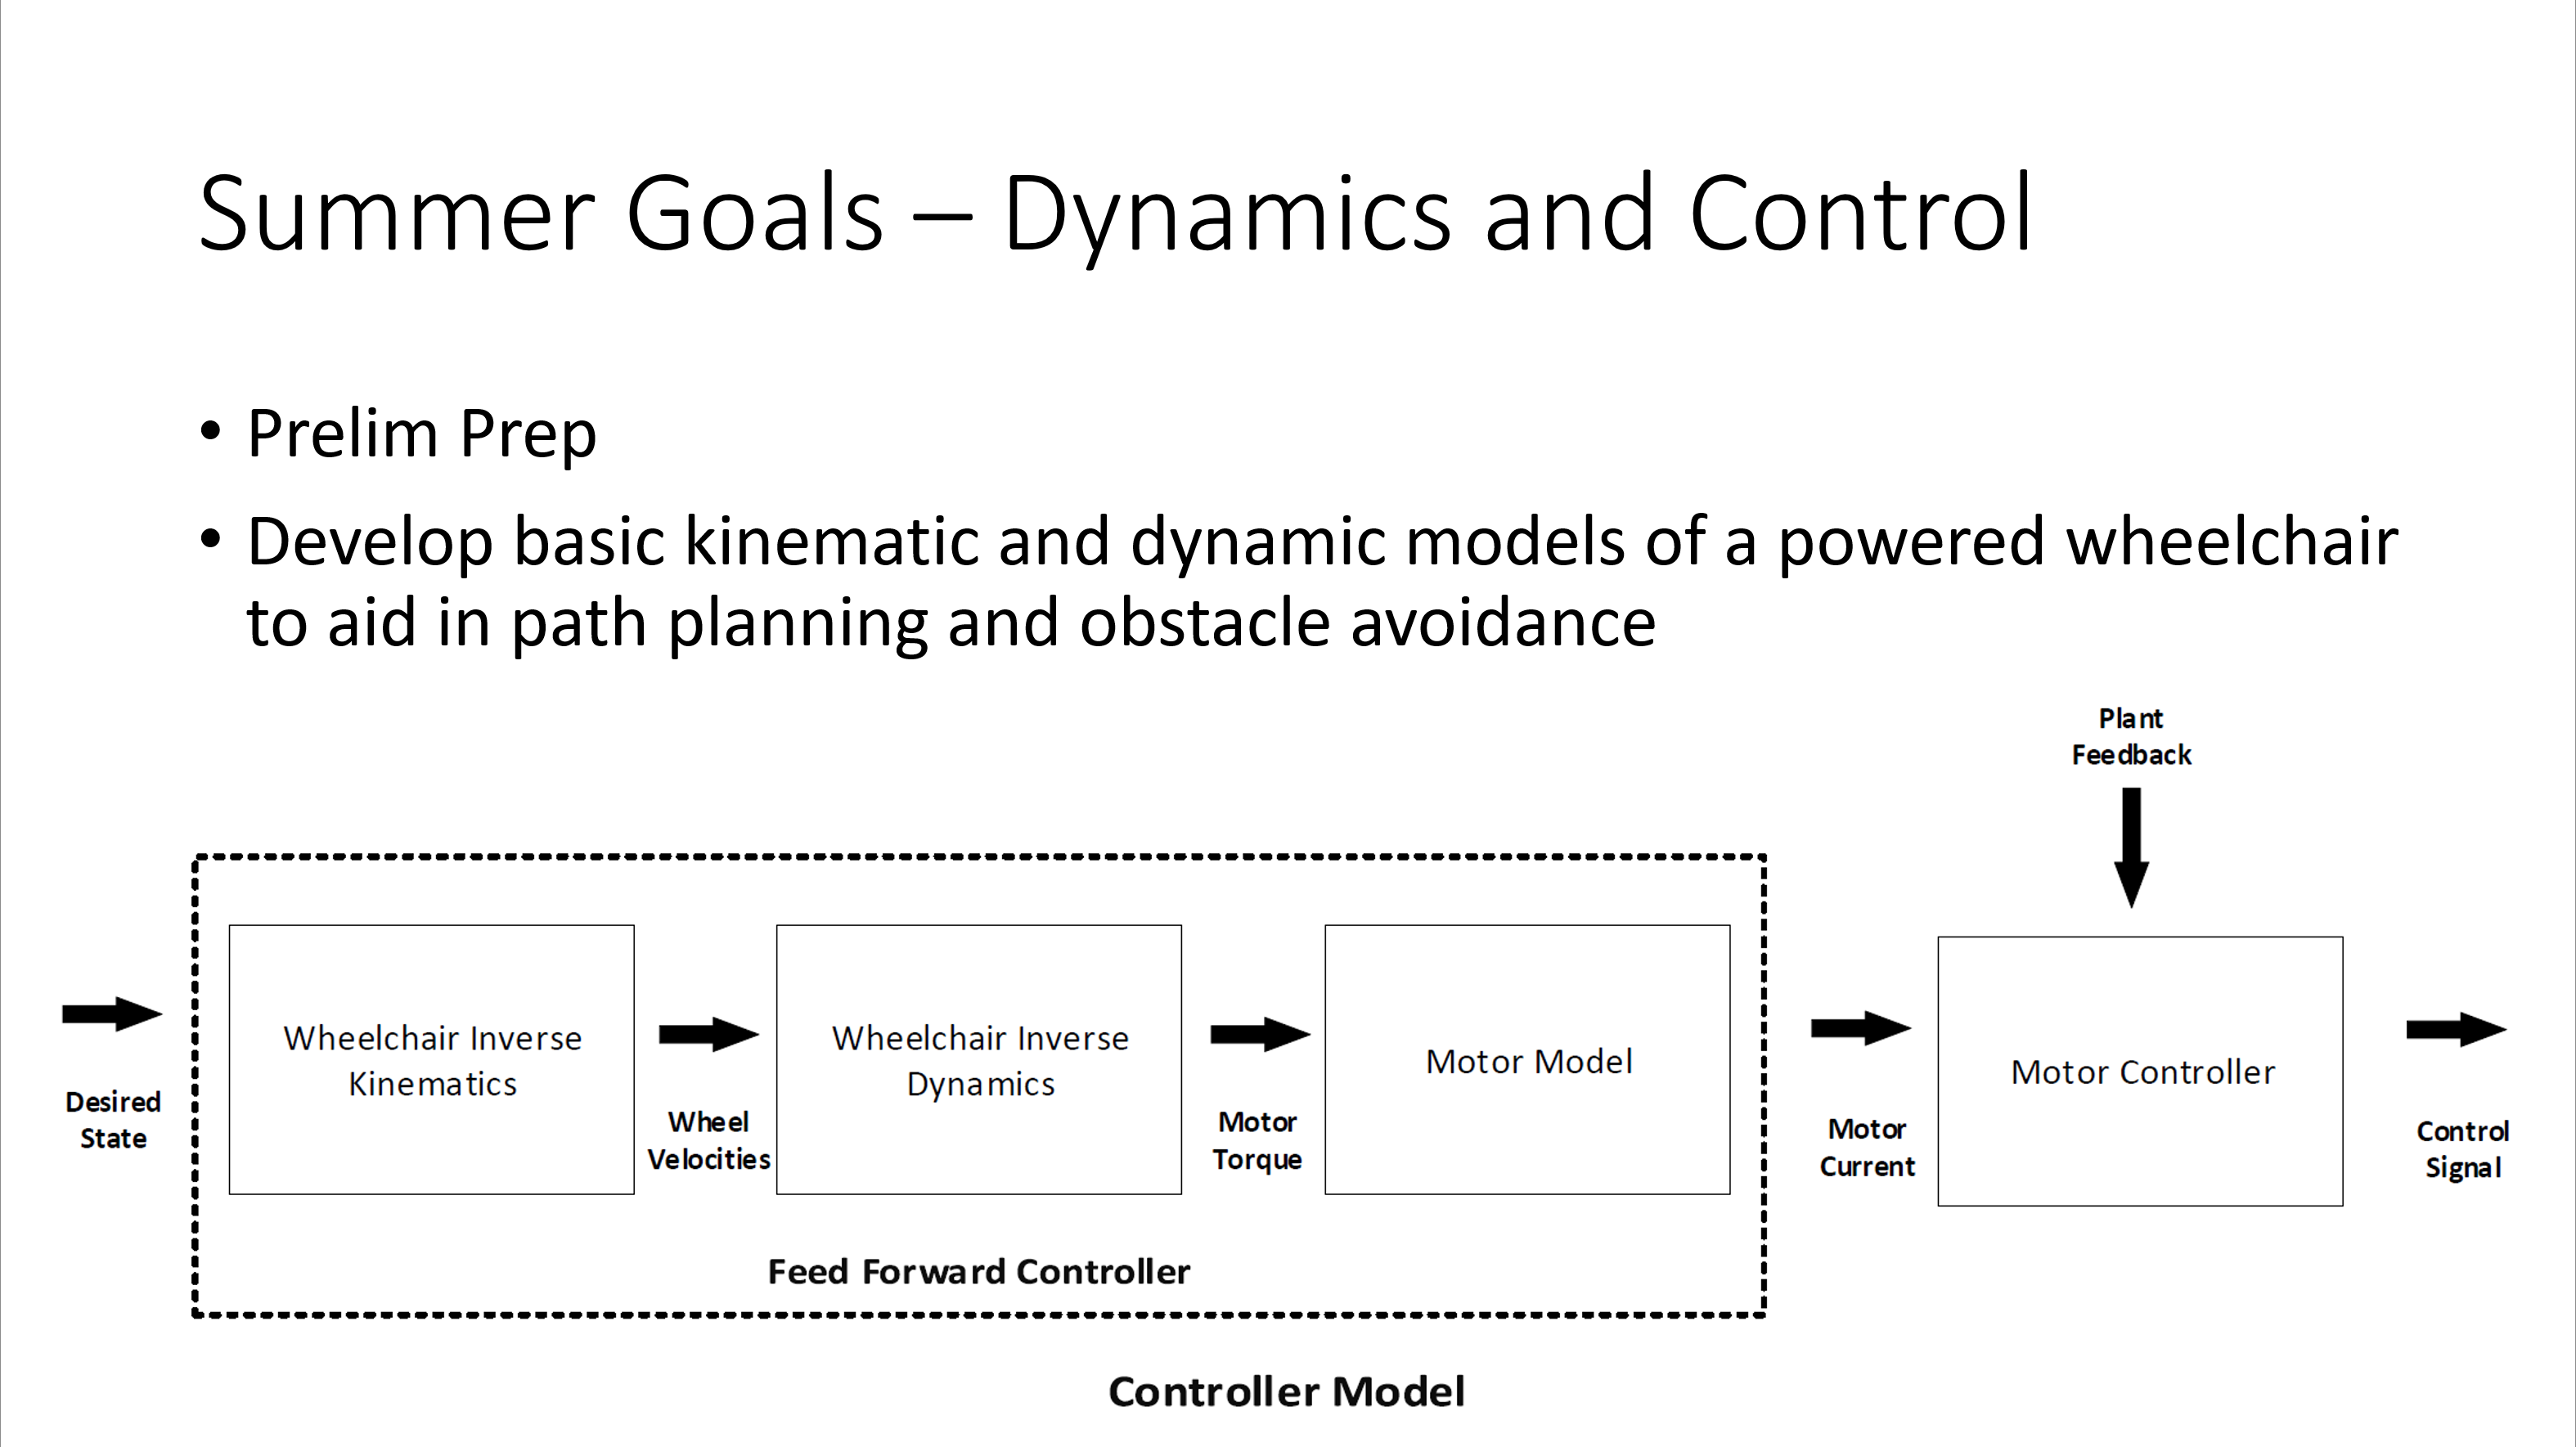 Summer Goals – Dynamics and Control
• Prelim Prep
• Develop basic kinematic and dynamic models of a powered wheelchair
to aid in path planning and obstacle avoidance
Plant
Feedback
Desired
State
Wheelchair Inverse
Kinematics
Wheel
Velocities
Wheelchair Inverse
Dynamics
Motor
Torque
Motor Model
Motor
Current
Motor Controller
Control
Signal
Feed Forward Controller
Controller Model